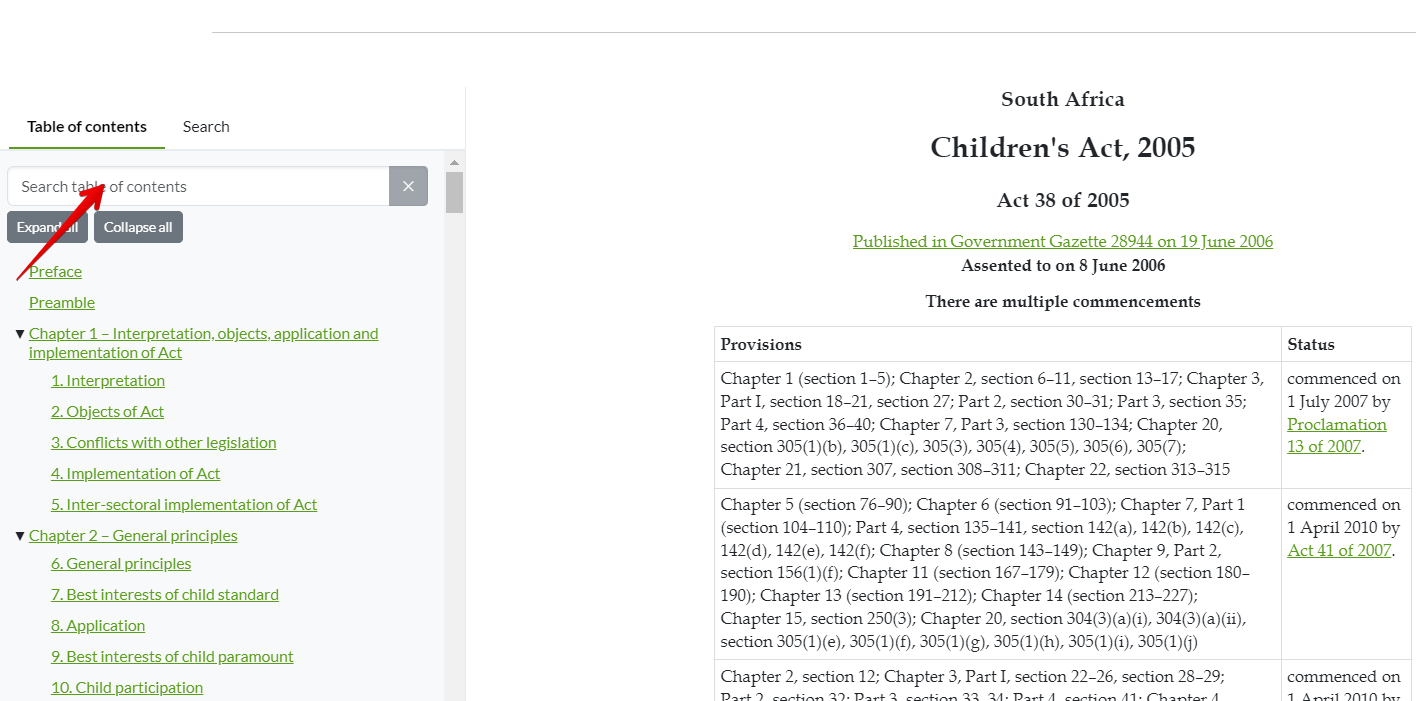 Table of contents
Search
Search table of contents
Expand all
Collapse all
Preface
Preamble
Chapter 1 – Interpretation, objects, application and
implementation of Act
1. Interpretation
2. Objects of Act
3. Conflicts with other legislation
4. Implementation of Act
5. Inter-sectoral implementation of Act
Chapter 2 – General principles
6. General principles
7. Best interests of child standard
8. Application
9. Best interests of child paramount
10. Child participation
South Africa
Children's Act, 2005
Act 38 of 2005
Published in Government Gazette 28944 on 19 June 2006
Assented to on 8 June 2006
There are multiple commencements
Provisions
Status
Chapter 1 (section 1–5); Chapter 2, section 6–11, section 13–17; Chapter 3,
Part I, section 18–21, section 27; Part 2, section 30–31; Part 3, section 35;
Part 4, section 36–40; Chapter 7, Part 3, section 130–134; Chapter 20,
section 305(1)(b), 305(1)(c), 305(3), 305(4), 305(5), 305(6), 305(7);
Chapter 21, section 307, section 308–311; Chapter 22, section 313–315
commenced on
1 July 2007 by
Proclamation
13 of 2007.
Chapter 5 (section 76–90); Chapter 6 (section 91–103); Chapter 7, Part 1
(section 104–110); Part 4, section 135–141, section 142(a), 142(b), 142(c),
142(d), 142(e), 142(f); Chapter 8 (section 143–149); Chapter 9, Part 2,
section 156(1)(f); Chapter 11 (section 167–179); Chapter 12 (section 180–
190); Chapter 13 (section 191–212); Chapter 14 (section 213–227);
Chapter 15, section 250(3); Chapter 20, section 304(3)(a)(i), 304(3)(a)(ii),
section 305(1)(e), 305(1)(f), 305(1)(g), 305(1)(h), 305(1)(i), 305(1)(j)
commenced on
1 April 2010 by
Act 41 of 2007.
Chapter 2, section 12; Chapter 3, Part I, section 22–26, section 28–29;
Part 2, section 32; Part 3, section 33–34; Part 4, section 41; Chapter 4
commenced on
1 April 2010 by